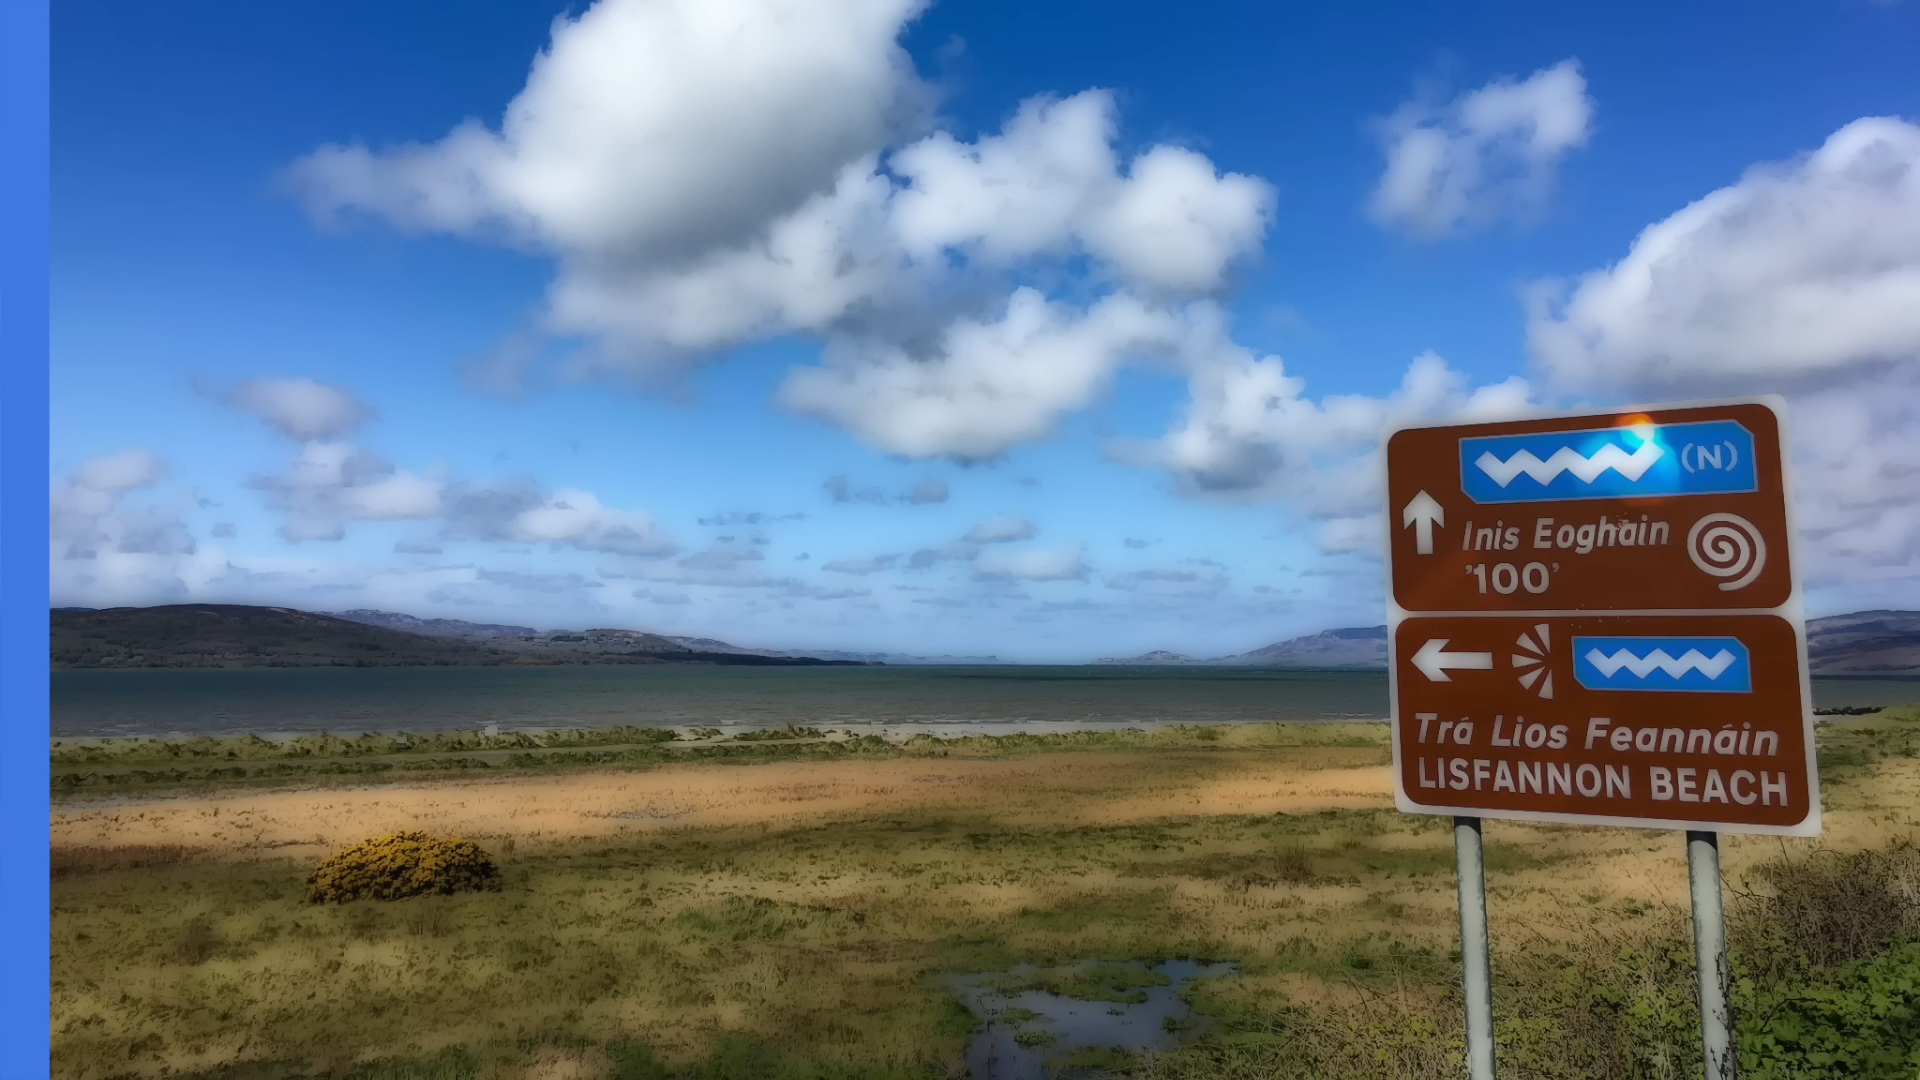 (N)
Inis Eoghain
'100'
Trá Lios Feannáin
LISFANNON BEACH